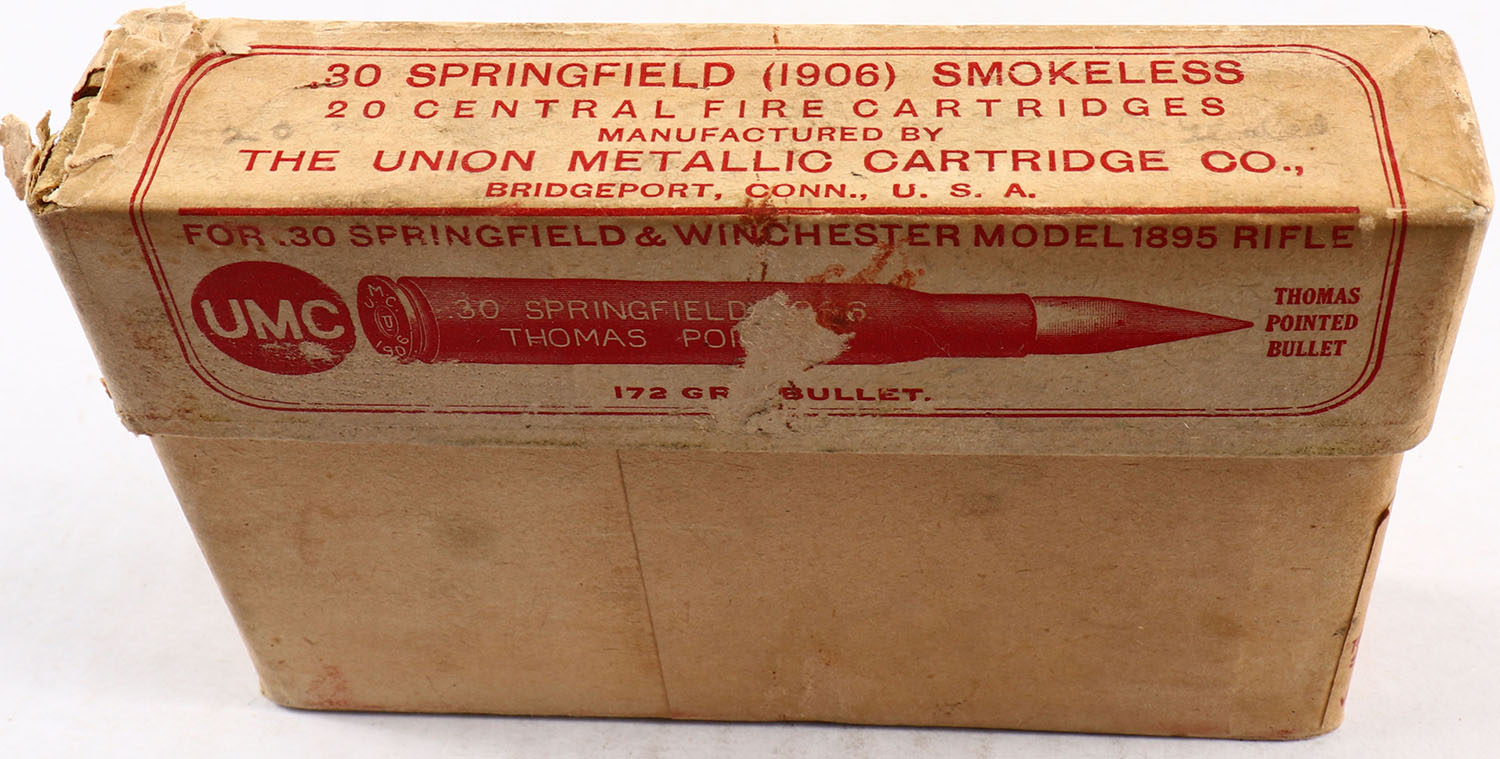 .30 SPRINGFIELD (1906) SMOKELESS
20 CENTRAL FIRE CARTRIDGES
MANUFACTURED BY
THE UNION METALLIC CARTRIDGE CO.,
BRIDGEPORT, CONN., U. S. A.
FOR .30 SPRINGFIELD & WINCHESTER MODEL 1895 RIFLE
UMC
U
190
.30 SPRINGFIELD
THOMAS
THOMAS
POINTED
BULLET
172 BULLET.